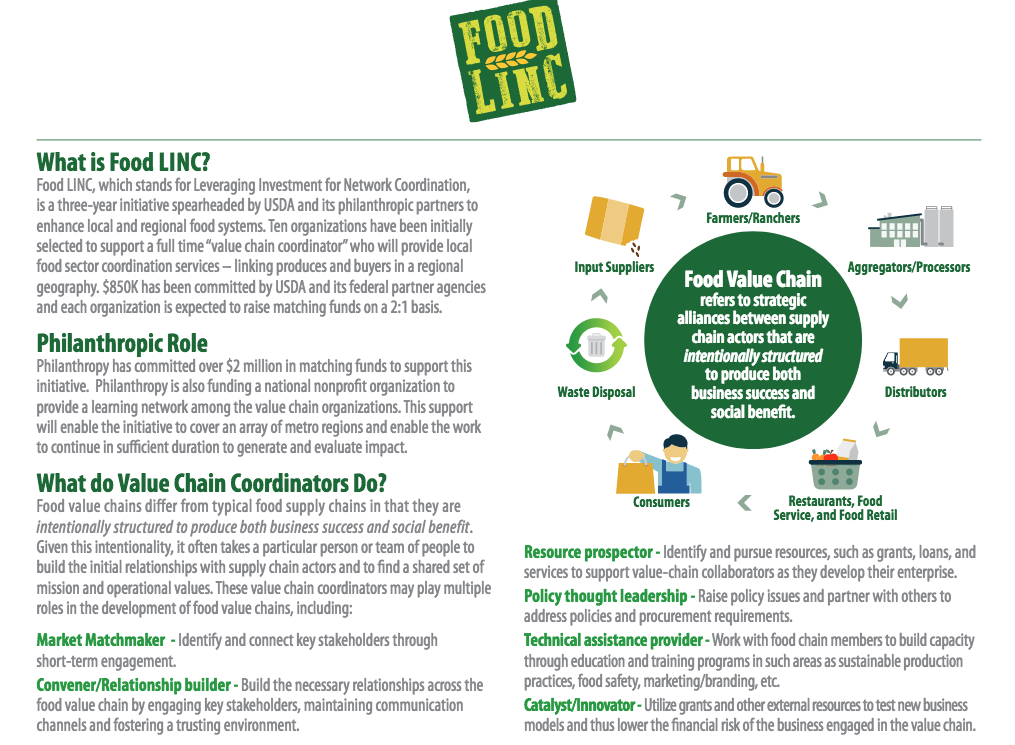 FOOD
LINC
What is Food LINC?
Food LINC, which stands for Leveraging Investment for Network Coordination,
is a three-year initiative spearheaded by USDA and its philanthropic partners to
enhance local and regional food systems. Ten organizations have been initially
selected to support a full time “value chain coordinator” who will provide local
food sector coordination services – linking produces and buyers in a regional
geography. $850K has been committed by USDA and its federal partner agencies
and each organization is expected to raise matching funds on a 2:1 basis.
Philanthropic Role
Philanthropy has committed over $2 million in matching funds to support this
initiative. Philanthropy is also funding a national nonprofit organization to
provide a learning network among the value chain organizations. This support
will enable the initiative to cover an array of metro regions and enable the work
to continue in sufficient duration to generate and evaluate impact.
What do Value Chain Coordinators Do?
Food value chains differ from typical food supply chains in that they are
intentionally structured to produce both business success and social benefit.
Given this intentionality, it often takes a particular person or team of people to
build the initial relationships with supply chain actors and to find a shared set of
mission and operational values. These value chain coordinators may play multiple
roles in the development of food value chains, including:
Market Matchmaker - Identify and connect key stakeholders through
short-term engagement.
Convener/Relationship builder - Build the necessary relationships across the
food value chain by engaging key stakeholders, maintaining communication
channels and fostering a trusting environment.
Farmers/Ranchers
Aggregators/Processors
Distributors
Restaurants, Food
Service, and Food Retail
Consumers
Waste Disposal
Input Suppliers
Food Value Chain
refers to strategic
alliances between supply
chain actors that are
intentionally structured
to produce both
business success and
social benefit.
Resource prospector - Identify and pursue resources, such as grants, loans, and
services to support value-chain collaborators as they develop their enterprise.
Policy thought leadership - Raise policy issues and partner with others to
address policies and procurement requirements.
Technical assistance provider - Work with food chain members to build capacity
through education and training programs in such areas as sustainable production
practices, food safety, marketing/branding, etc.
Catalyst/Innovator - Utilize grants and other external resources to test new business
models and thus lower the financial risk of the business engaged in the value chain.